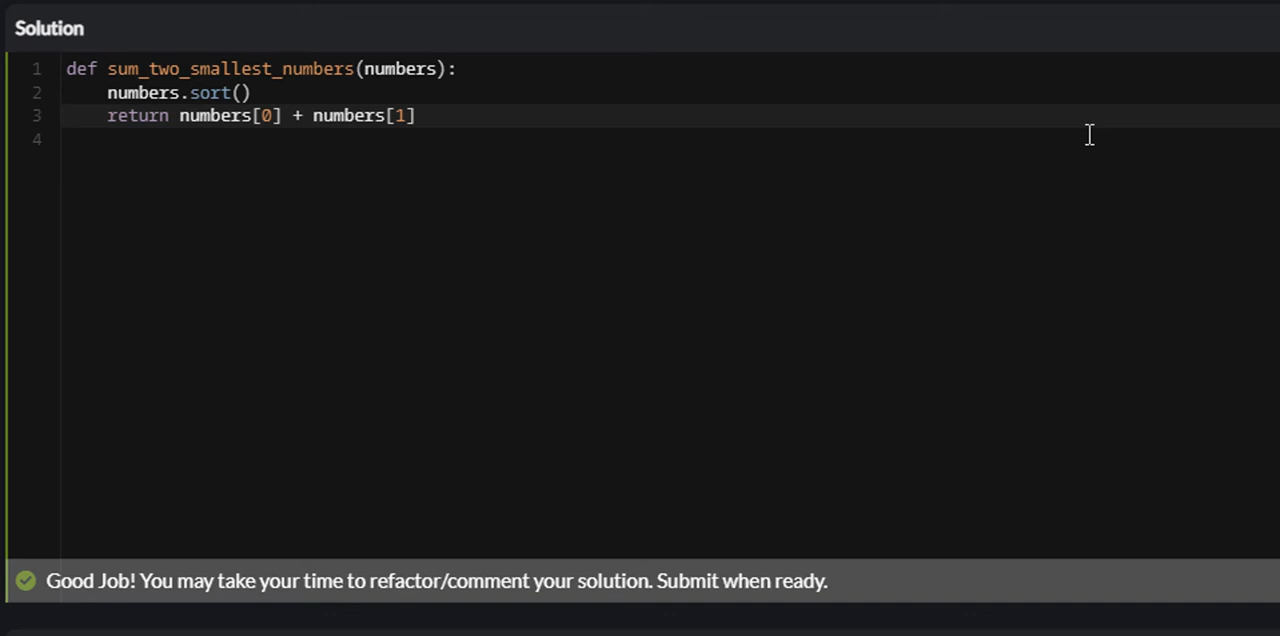 Solution
1 def sum_two_smallest_numbers(numbers):
2     numbers.sort()
3     return numbers[0] + numbers[1]
4
Good Job! You may take your time to refactor/comment your solution. Submit when ready.